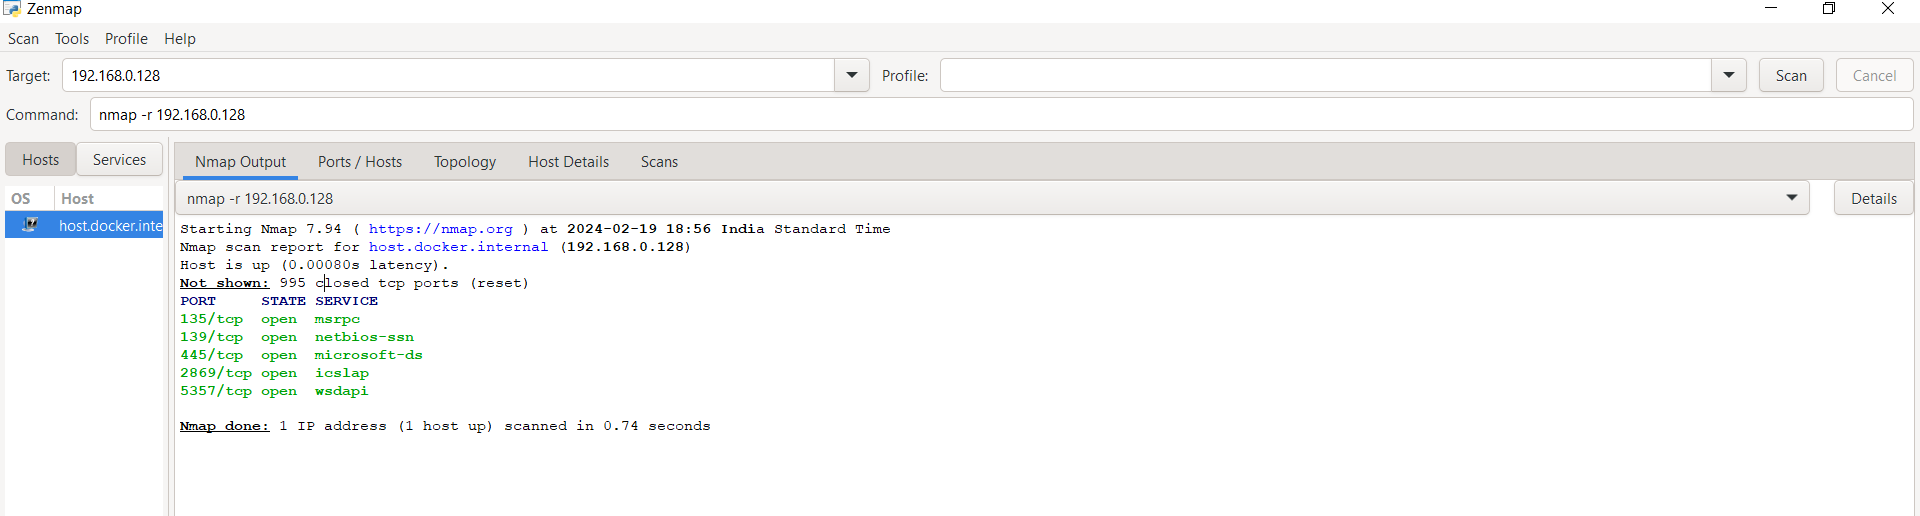 Zenmap
Scan Tools Profile Help
Target: 192.168.0.128 Profile: Scan Cancel
Command: nmap -r 192.168.0.128
Hosts Services
Nmap Output Ports / Hosts Topology Host Details Scans
OS Host
nmap -r 192.168.0.128 Details
host.docker.inte
Starting Nmap 7.94 ( https://nmap.org ) at 2024-02-19 18:56 India Standard Time
Nmap scan report for host.docker.internal (192.168.0.128)
Host is up (0.00080s latency).
Not shown: 995 closed tcp ports (reset)
PORT STATE SERVICE
135/tcp open msrpc
139/tcp open netbios-ssn
445/tcp open microsoft-ds
2869/tcp open icslap
5357/tcp open wsdapi
Nmap done: 1 IP address (1 host up) scanned in 0.74 seconds